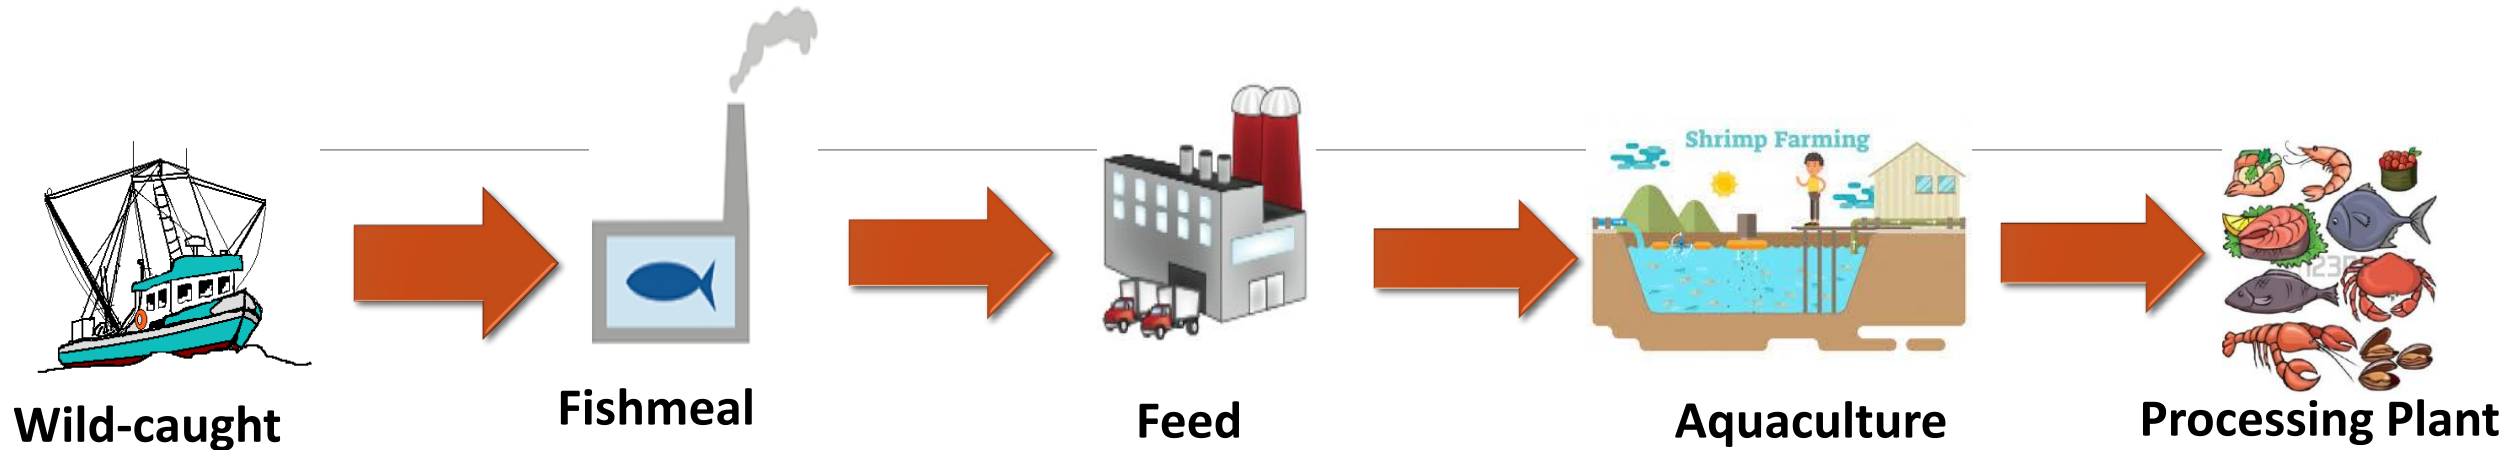 Shrimp Farming
Wild-caught
Fishmeal
Feed
Aquaculture
Processing Plant